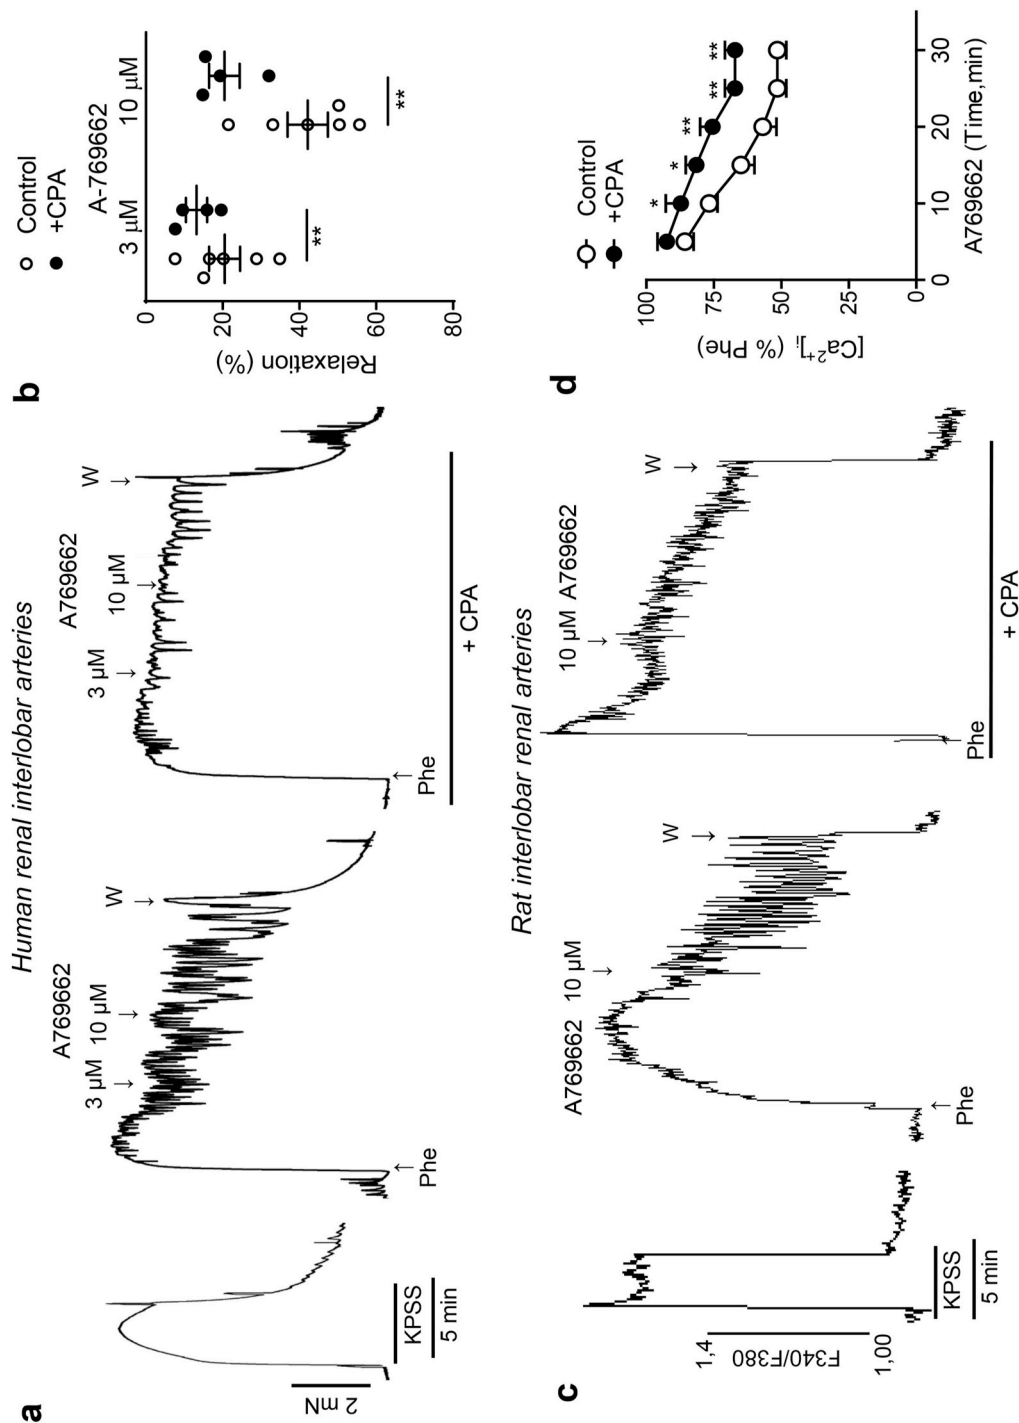 a
Human renal interlobar arteries
A769662
3 µM
10 µM
W
A769662
3 µM
10 µM
W
2 mN
KPSS
5 min
Phe
Phe
+ CPA
b
Control
+CPA
A-769662
3 µM
10 µM
0
20
40
60
80
Relaxation (%)
**
**
c
Rat interlobar renal arteries
A769662
10 µM
W
10 µM A769662
W
1,4
F340/F380
1,00
KPSS
5 min
Phe
Phe
+ CPA
d
Control
+CPA
100
75
50
25
0
[Ca2+]i (% Phe)
*
*
**
**
**
0
10
20
30
A769662 (Time,min)